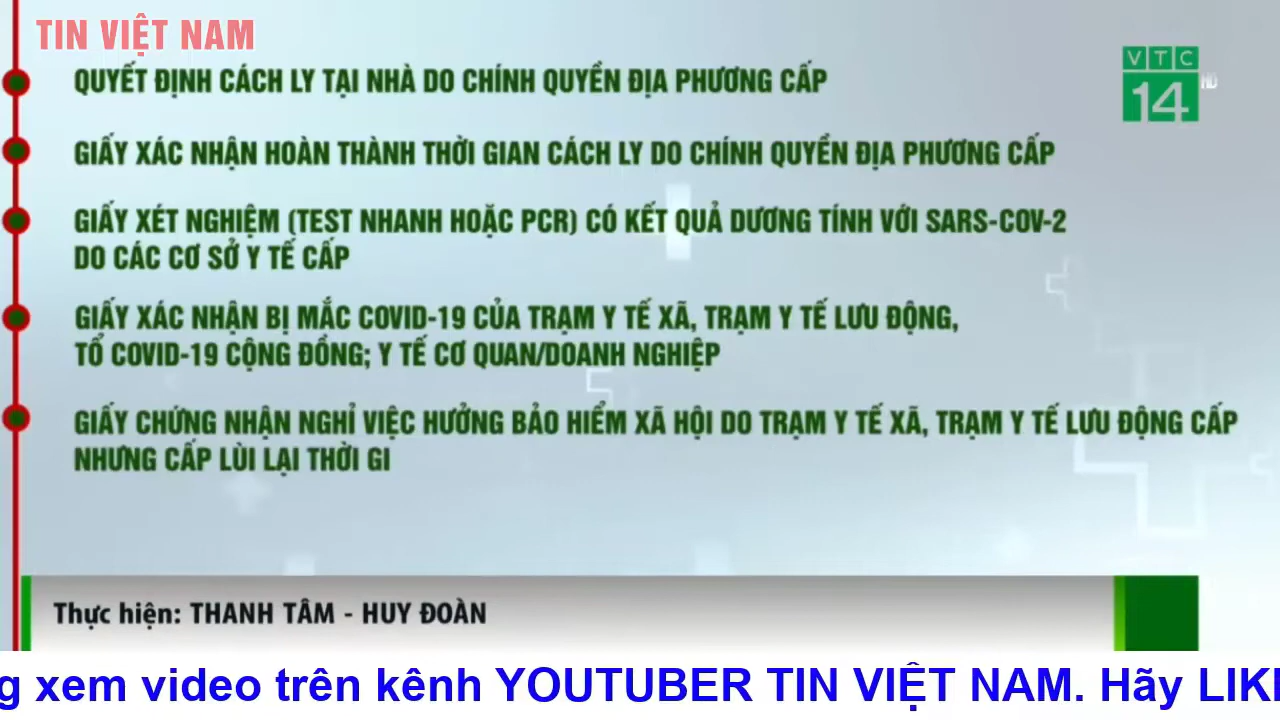 TIN VIỆT NAM
VTC
14
HD
QUYẾT ĐỊNH CÁCH LY TẠI NHÀ DO CHÍNH QUYỀN ĐỊA PHƯƠNG CẤP
GIẤY XÁC NHẬN HOÀN THÀNH THỜI GIAN CÁCH LY DO CHÍNH QUYỀN ĐỊA PHƯƠNG CẤP
GIẤY XÉT NGHIỆM (TEST NHANH HOẶC PCR) CÓ KẾT QUẢ DƯƠNG TÍNH VỚI SARS-COV-2
DO CÁC CƠ SỞ Y TẾ CẤP
GIẤY XÁC NHẬN BỊ MẮC COVID-19 CỦA TRẠM Y TẾ XÃ, TRẠM Y TẾ LƯU ĐỘNG,
TỔ COVID-19 CỘNG ĐỒNG; Y TẾ CƠ QUAN/DOANH NGHIỆP
GIẤY CHỨNG NHẬN NGHỈ VIỆC HƯỞNG BẢO HIỂM XÃ HỘI DO TRẠM Y TẾ XÃ, TRẠM Y TẾ LƯU ĐỘNG CẤP
NHƯNG CẤP LÙI LẠI THỜI GI
Thực hiện: THANH TÂM - HUY ĐOÀN
g xem video trên kênh YOUTUBER TIN VIỆT NAM. Hãy LIK